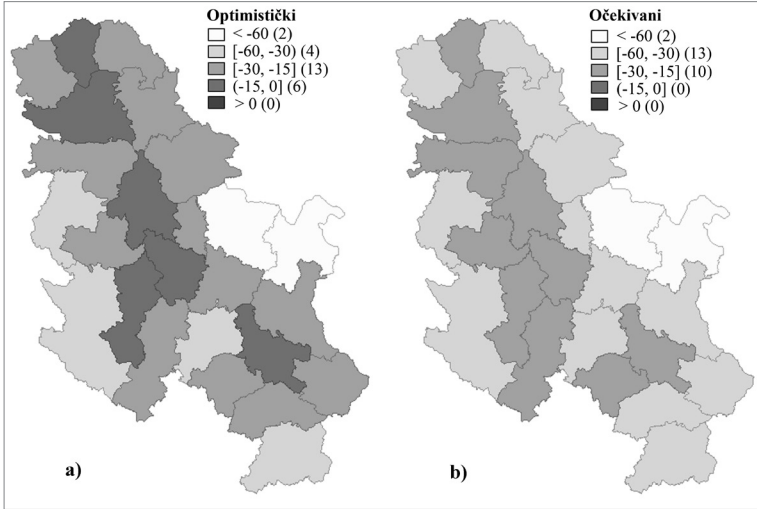 Optimistički
< -60 (2)
[-60, -30) (4)
[-30, -15] (13)
(-15, 0] (6)
> 0 (0)
a)
Očekivani
< -60 (2)
[-60, -30) (13)
[-30, -15] (10)
(-15, 0] (0)
> 0 (0)
b)